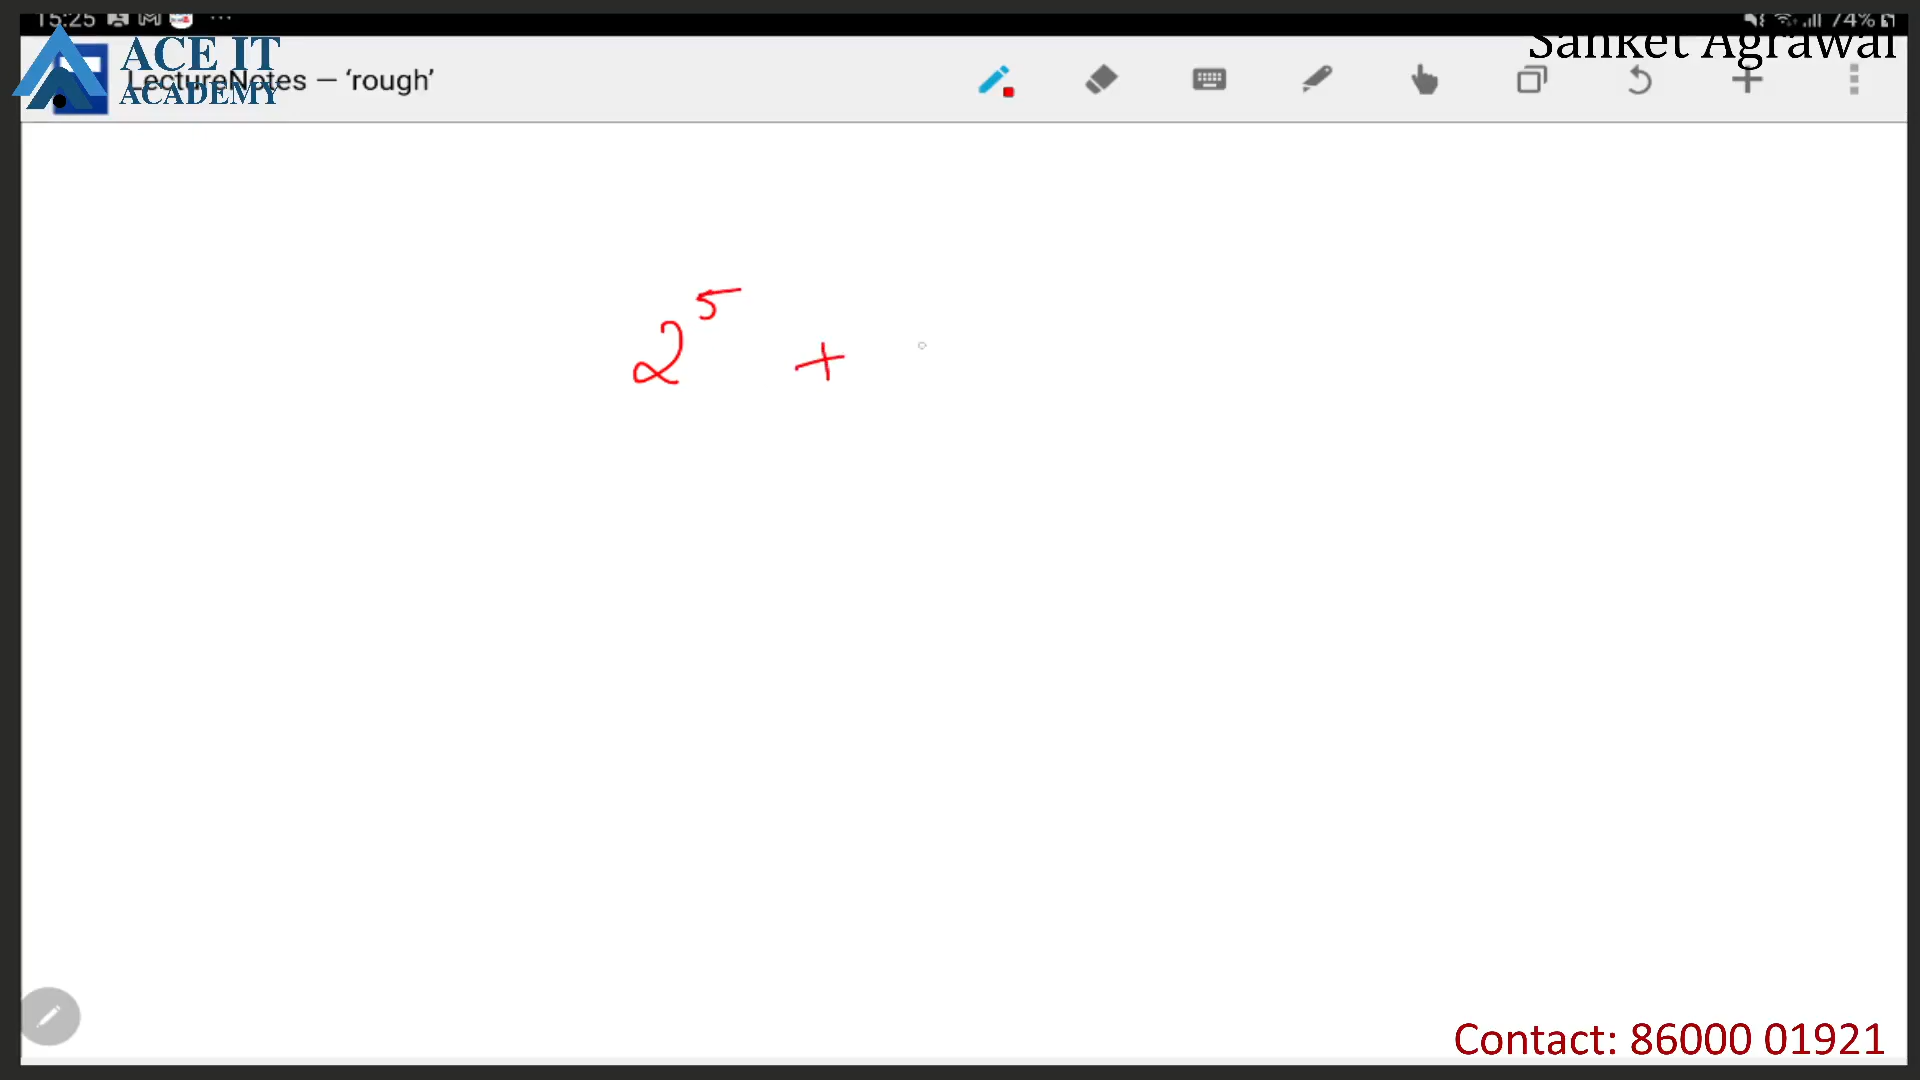 15:25 ... 74%
ACE IT
ACADEMY
LectureNotes — ‘rough’
Sanket Agrawal
2⁵ +
Contact: 86000 01921